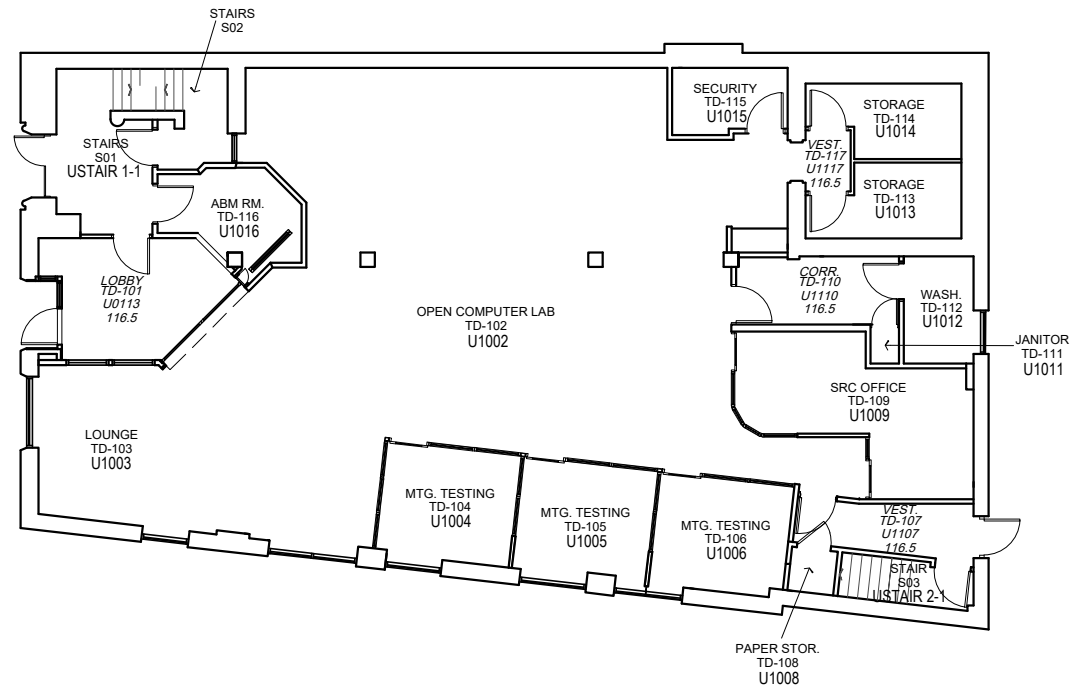 STAIRS
S02
SECURITY
TD-115
U1015
STORAGE
TD-114
U1014
STAIRS
S01
USTAIR 1-1
VEST.
TD-117
U1117
116.5
STORAGE
TD-113
U1013
ABM RM.
TD-116
U1016
LOBBY
TD-101
U0113
116.5
CORR.
TD-110
U1110
116.5
WASH.
TD-112
U1012
OPEN COMPUTER LAB
TD-102
U1002
JANITOR
TD-111
U1011
SRC OFFICE
TD-109
U1009
LOUNGE
TD-103
U1003
MTG. TESTING
TD-104
U1004
MTG. TESTING
TD-105
U1005
MTG. TESTING
TD-106
U1006
VEST.
TD-107
U1107
116.5
STAIR
S03
USTAIR 2-1
PAPER STOR.
TD-108
U1008